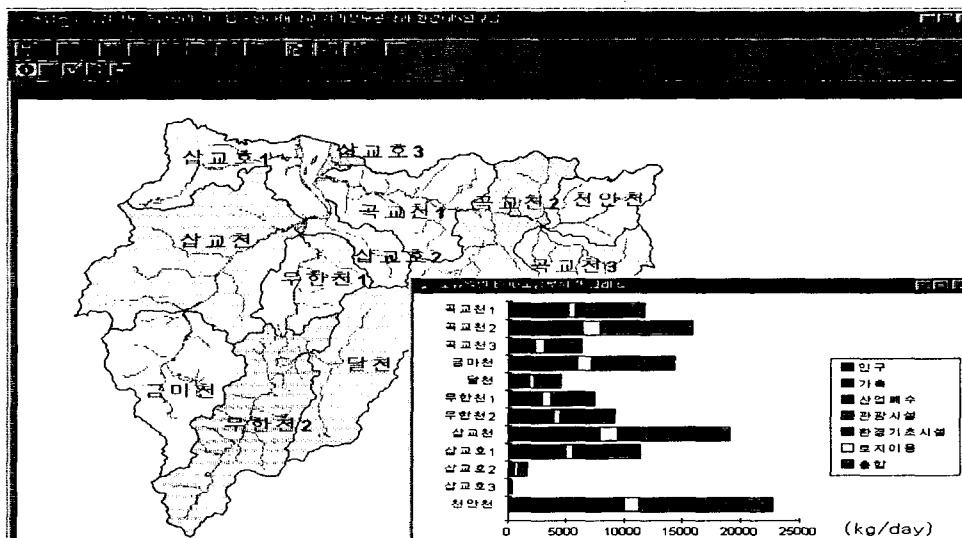 삽교호1
삽교호3
곡교천1
곡교천2
천안천
삽교천
삽교호2
곡교천3
무한천1
달천
금마천
무한천2
곡교천1
곡교천2
곡교천3
금마천
달천
무한천1
무한천2
삽교천
삽교호1
삽교호2
삽교호3
천안천
인구
가축
산업폐수
관광시설
환경기초시설
토지이용
총합
0 5000 10000 15000 20000 25000 (kg/day)